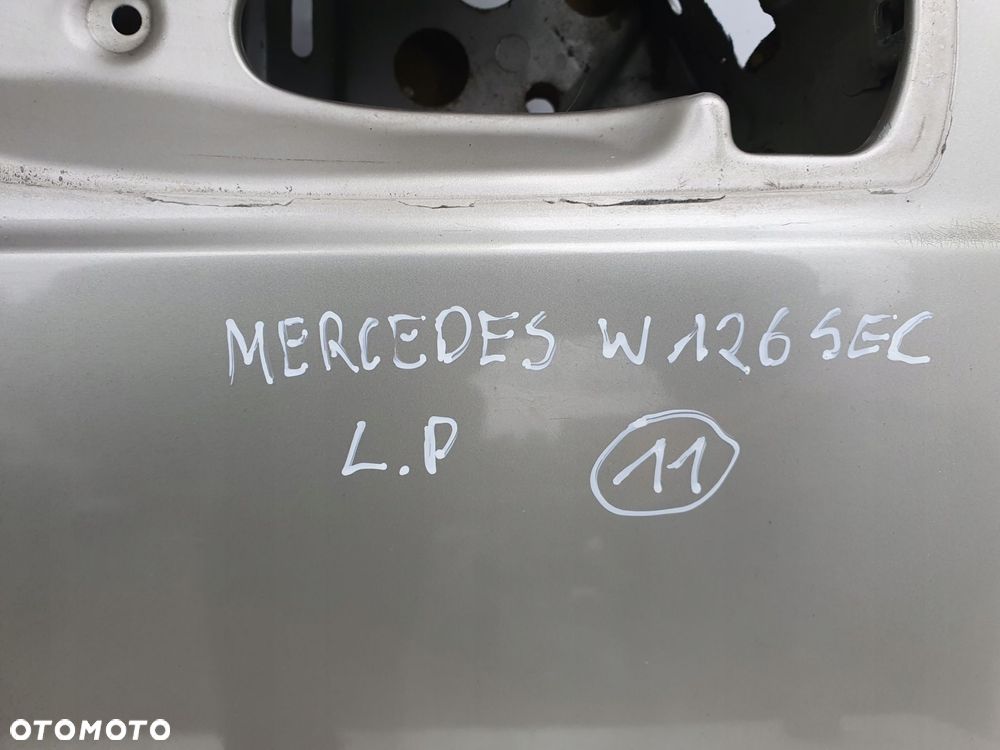 MERCEDES W126 SEC
L.P 11
OTOMOTO